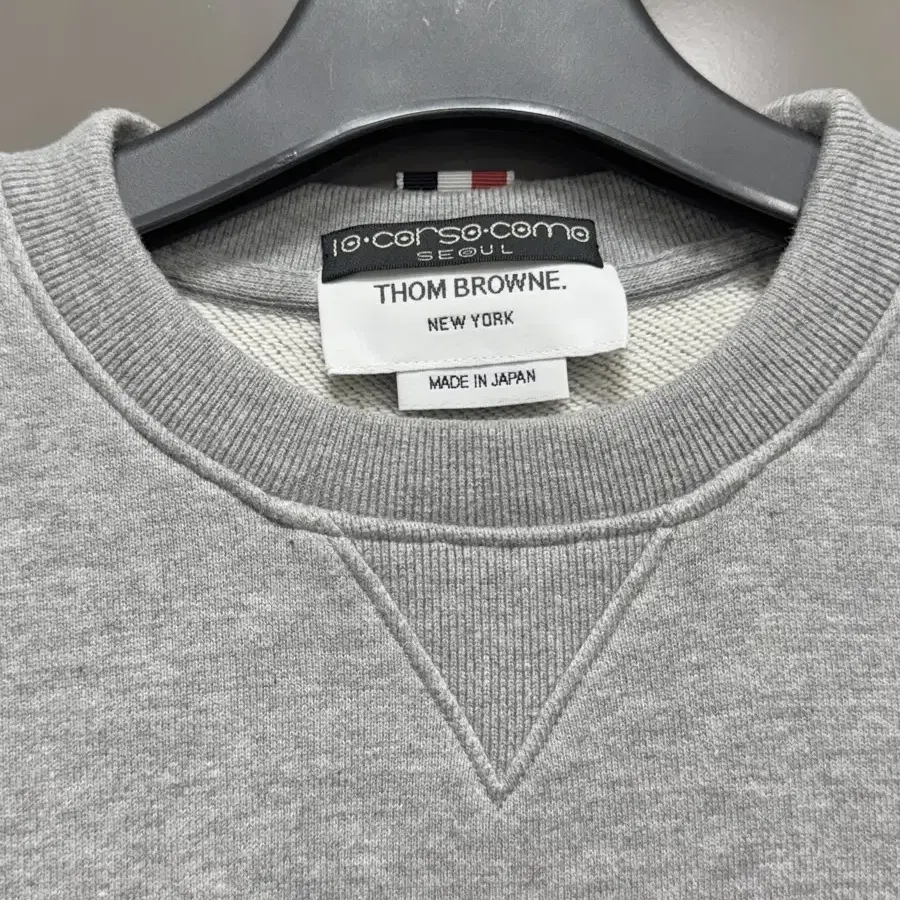 10·corso·como
SEOUL
THOM BROWNE.
NEW YORK
MADE IN JAPAN